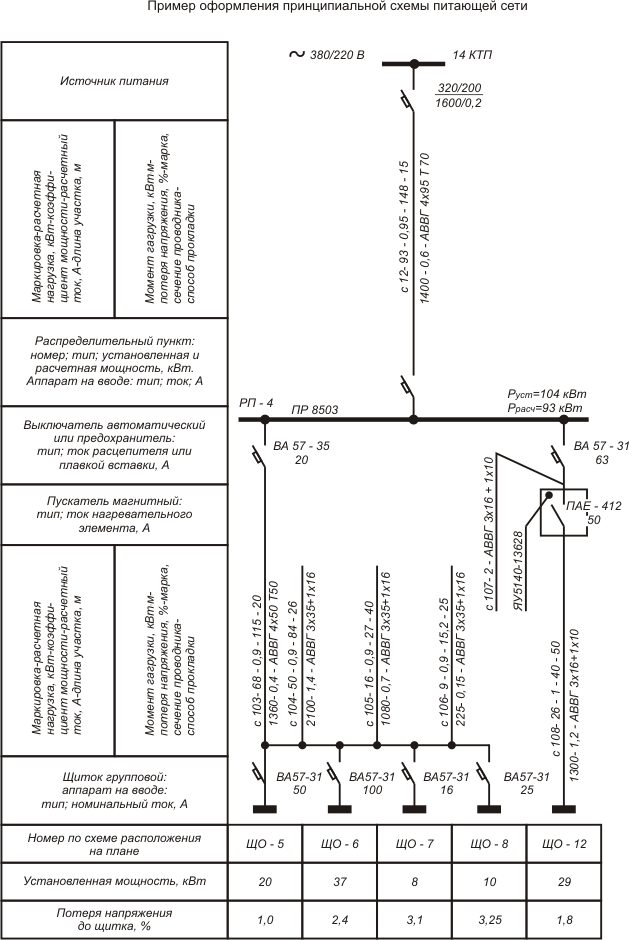 Пример оформления принципиальной схемы питающей сети
~ 380/220 В
14 КТП
320/200
1600/0,2
Источник питания
Маркировка-расчетная
нагрузка, кВт-коэффи-
циент мощности-расчетный
ток, А-длина участка, м
Момент гагрузки, кВт·м-
потеря напряжения, %-марка,
сечение проводника-
способ прокладки
с 12- 93 - 0,95 - 148 - 15
1400 - 0,6 - АВВГ 4х95 Т 70
Распределительный пункт:
номер; тип; установленная и
расчетная мощность, кВт.
Аппарат на вводе: тип; ток; А
РП - 4
ПР 8503
Руст=104 кВт
Ррасч=93 кВт
Выключатель автоматический
или предохранитель:
тип; ток расцепителя или
плавкой вставки, А
ВА 57 - 35
20
ВА 57 - 31
63
Пускатель магнитный:
тип; ток нагревательного
элемента, А
с 107- 2 - АВВГ 3х16 + 1х10
ЯУ5140-13628
ПАЕ - 412
50
Маркировка-расчетная
нагрузка, кВт-коэффи-
циент мощности-расчетный
ток, А-длина участка, м
Момент гагрузки, кВт·м-
потеря напряжения, %-марка,
сечение проводника-
способ прокладки
с 103- 68 - 0,9 - 115 - 20
1360- 0,4 - АВВГ 4х50 Т50
с 104 - 50 - 0,9 - 84 - 26
2100- 1,4 - АВВГ 3х35+1х16
с 105- 16 - 0,9 - 27 - 40
1080- 0,7 - АВВГ 3х35+1х16
с 106- 9 - 0,9 - 15,2 - 25
225- 0,15 - АВВГ 3х35+1х16
с 108- 26 - 1 - 40 - 50
1300- 1,2 - АВВГ 3х16+1х10
Щиток групповой:
аппарат на вводе:
тип; номинальный ток, А
ВА57-31
50
ВА57-31
100
ВА57-31
16
ВА57-31
25
Номер по схеме расположения
на плане
ЩО - 5
ЩО - 6
ЩО - 7
ЩО - 8
ЩО - 12
Установленная мощность, кВт
20
37
8
10
29
Потеря напряжения
до щитка, %
1,0
2,4
3,1
3,25
1,8